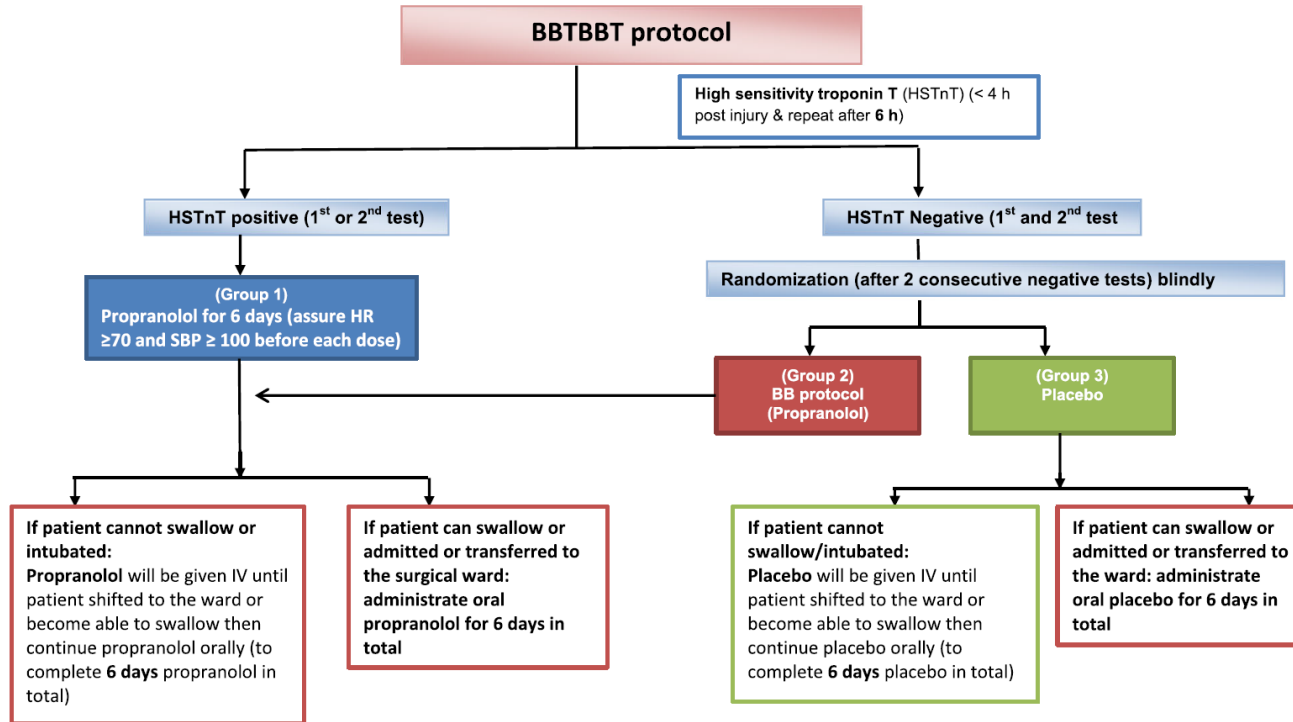 BBTBBT protocol
High sensitivity troponin T (HSTnT) (< 4 h
post injury & repeat after 6 h)
HSTnT positive (1st or 2nd test)
HSTnT Negative (1st and 2nd test
(Group 1)
Propranolol for 6 days (assure HR
≥70 and SBP ≥ 100 before each dose)
Randomization (after 2 consecutive negative tests) blindly
(Group 2)
BB protocol
(Propranolol)
(Group 3)
Placebo
If patient cannot swallow or
intubated:
Propranolol will be given IV until
patient shifted to the ward or
become able to swallow then
continue propranolol orally (to
complete 6 days propranolol in
total)
If patient can swallow or
admitted or transferred to
the surgical ward:
administrate oral
propranolol for 6 days in
total
If patient cannot
swallow/intubated:
Placebo will be given IV until
patient shifted to the ward or
become able to swallow then
continue placebo orally (to
complete 6 days placebo in total)
If patient can swallow or
admitted or transferred to
the ward: administrate
oral placebo for 6 days in
total